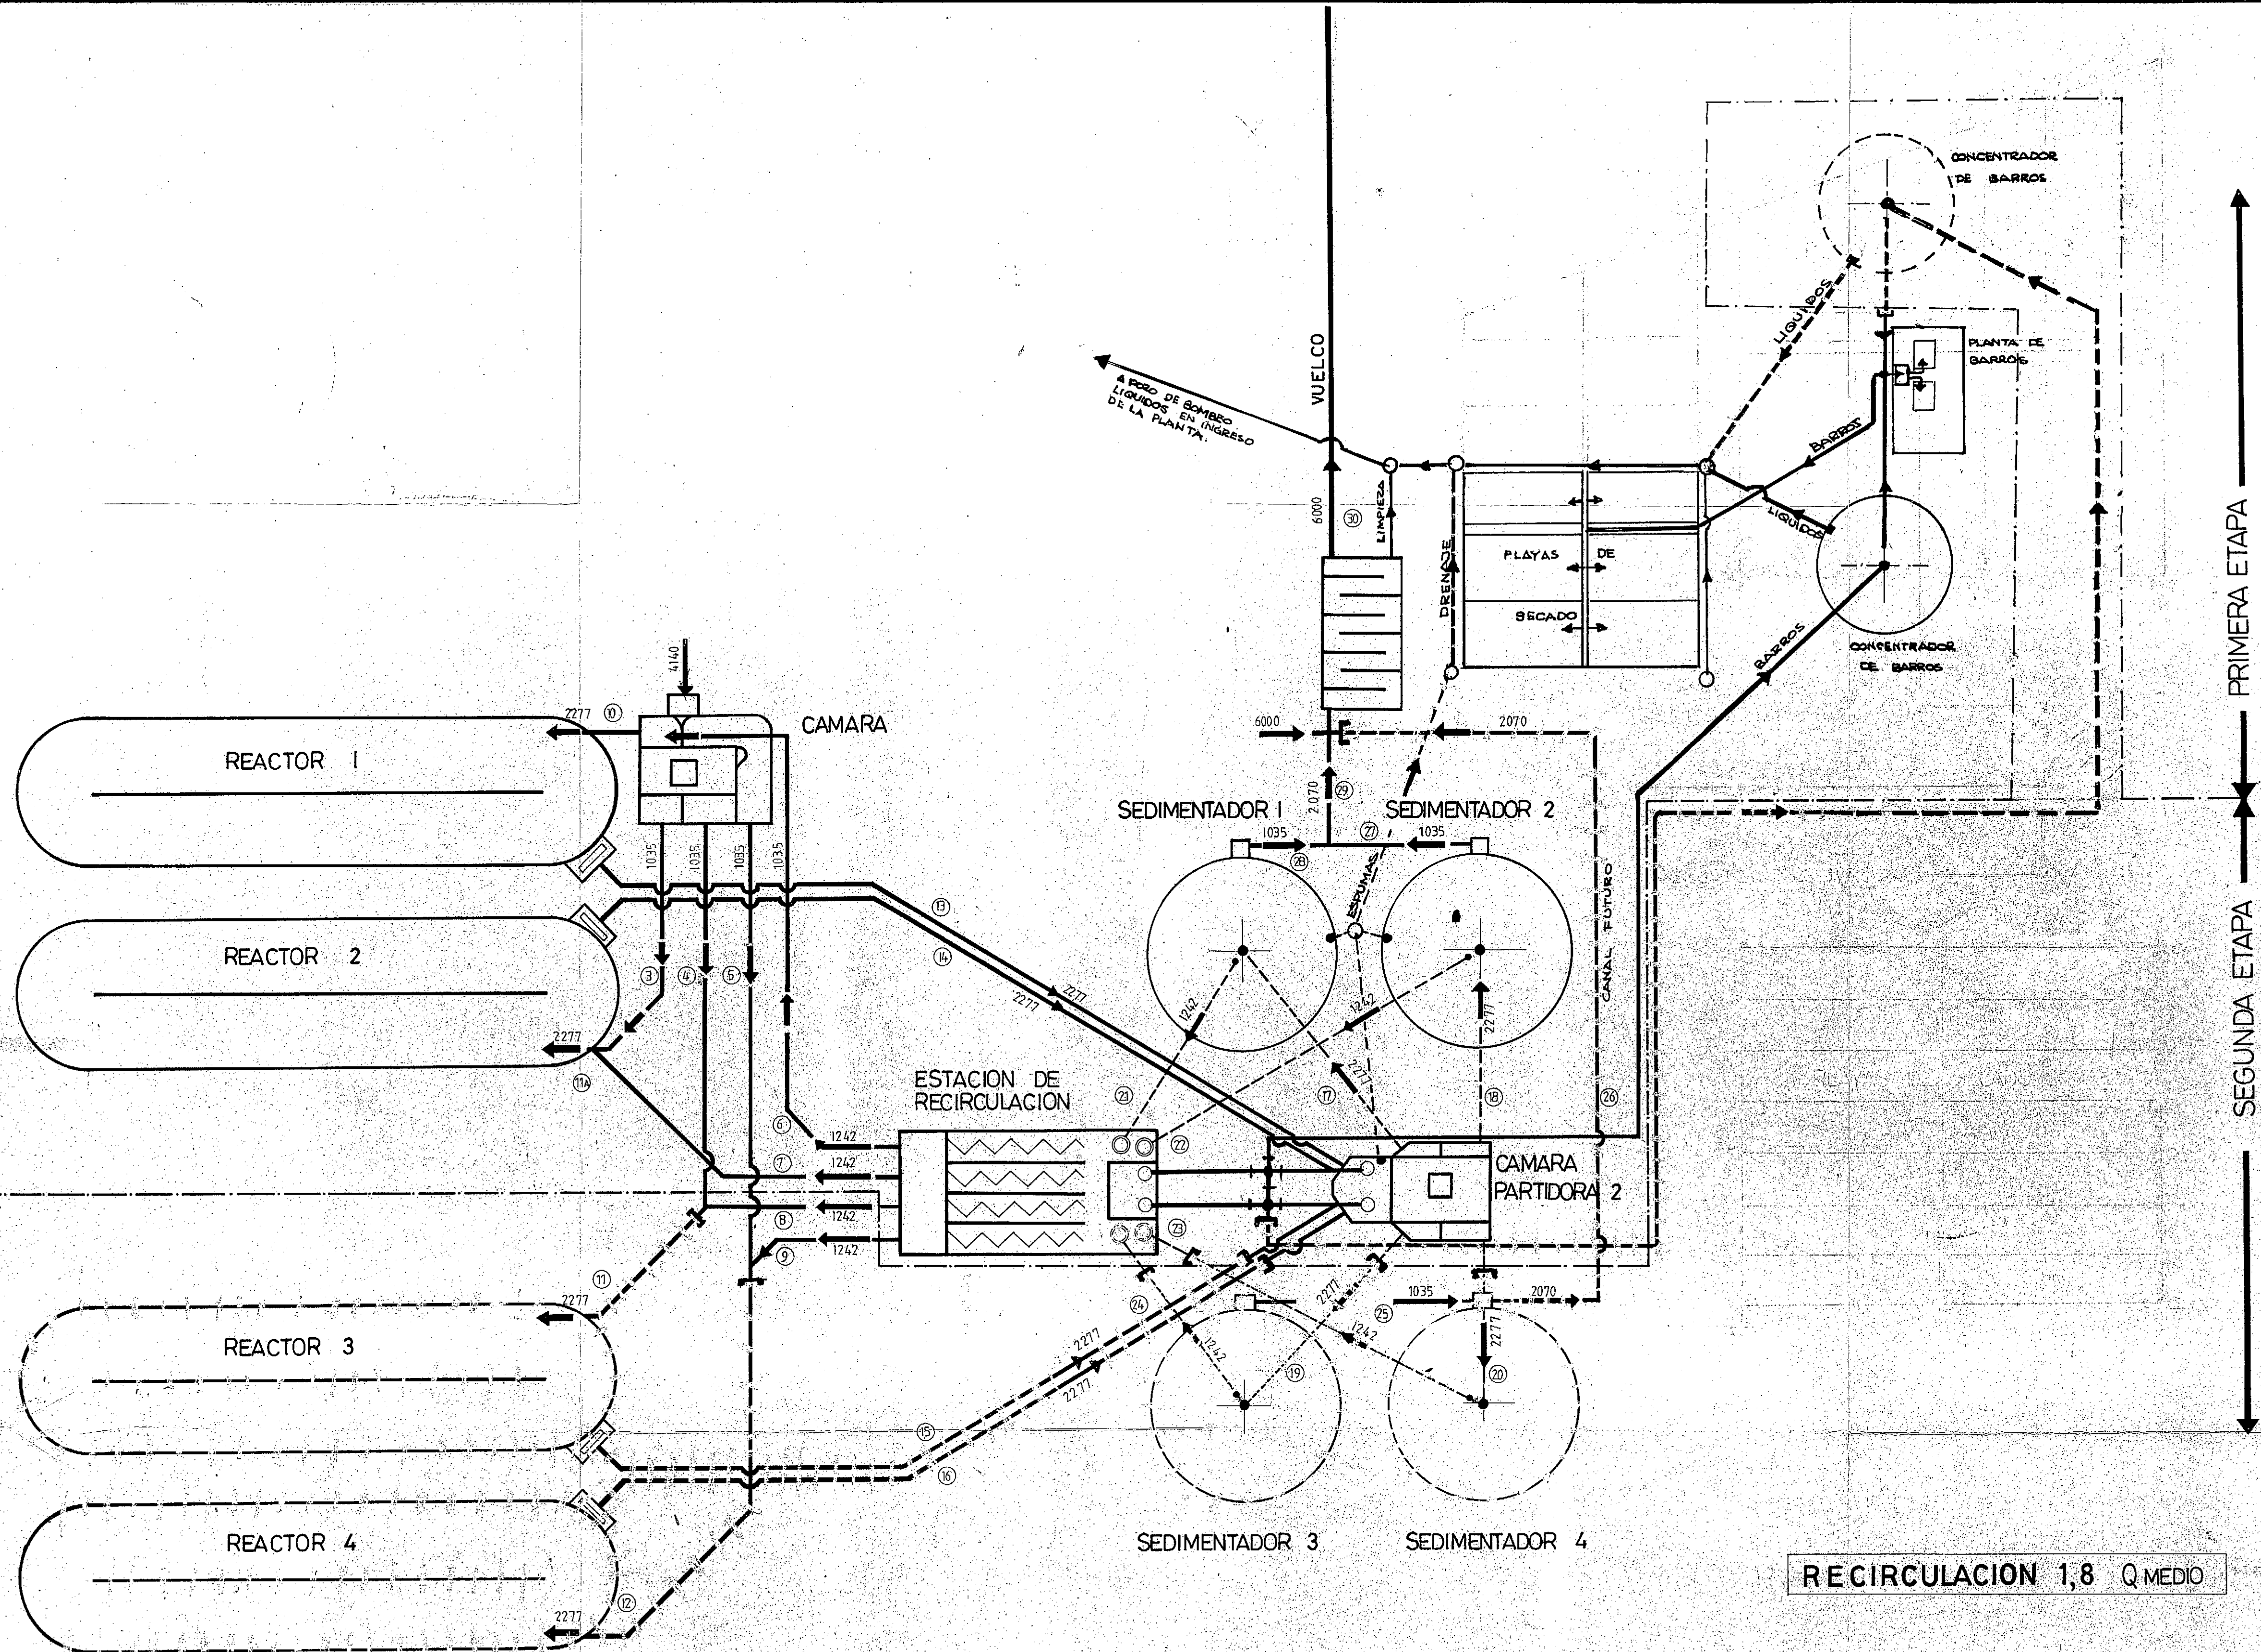 CONCENTRADOR
DE BARROS
LIQUIDOS
PLANTA DE
BARROS
VUELCO
A POZO DE BOMBEO
LIQUIDOS EN INGRESO
DE LA PLANTA.
BARROS
LIQUIDOS
6000
30
LIMPIEZA
DRENAJE
PLAYAS DE
SECADO
CONCENTRADOR
DE BARROS
BARROS
PRIMERA ETAPA
SEGUNDA ETAPA
4140
2277
10
CAMARA
REACTOR 1
6000
2070
2.070
29
SEDIMENTADOR 1
SEDIMENTADOR 2
1035
28
27
1035
1035
1035
1035
1035
ESPUMAS
CANAL FUTURO
13
14
REACTOR 2
3
4
5
2277
2277
1242
1242
2277
2277
11A
ESTACION DE
RECIRCULACION
21
2277
17
18
26
6
1242
22
7
1242
CAMARA
PARTIDORA 2
8
1242
23
9
1242
11
2277
24
2277
25
1035
2070
2277
1242
1242
2277
2277
REACTOR 3
19
20
15
16
REACTOR 4
SEDIMENTADOR 3
SEDIMENTADOR 4
2277
12
RECIRCULACION 1,8 Q MEDIO